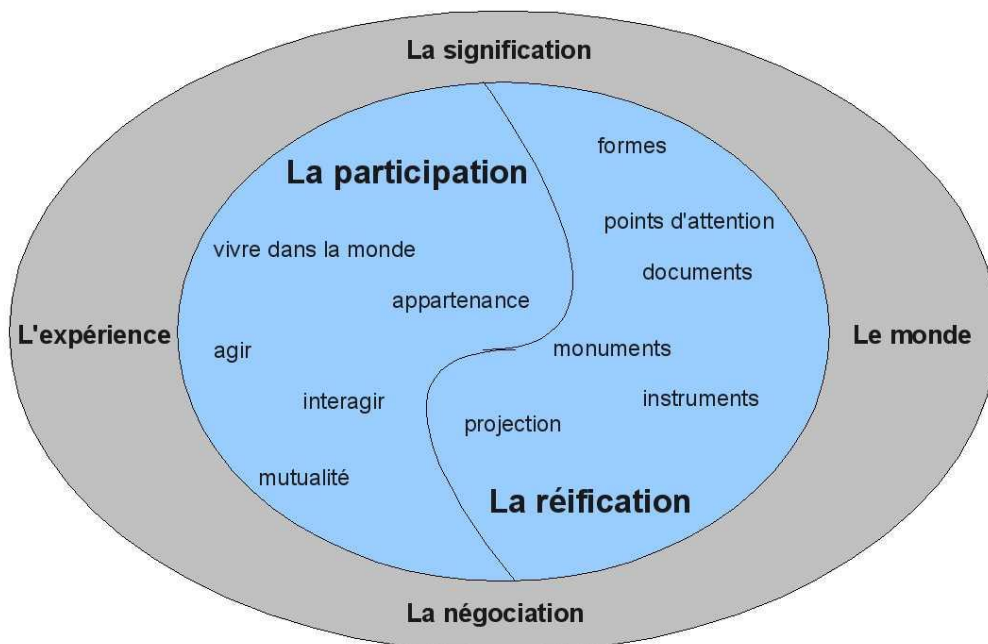 La signification
formes
La participation
points d'attention
vivre dans la monde
documents
appartenance
L'expérience
Le monde
agir
monuments
interagir
instruments
projection
mutualité
La réification
La négociation